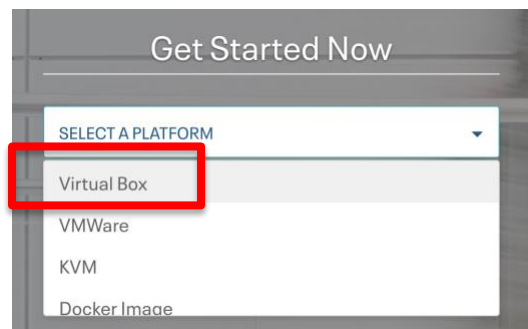 Get Started Now
SELECT A PLATFORM
Virtual Box
VMWare
KVM
Docker Image